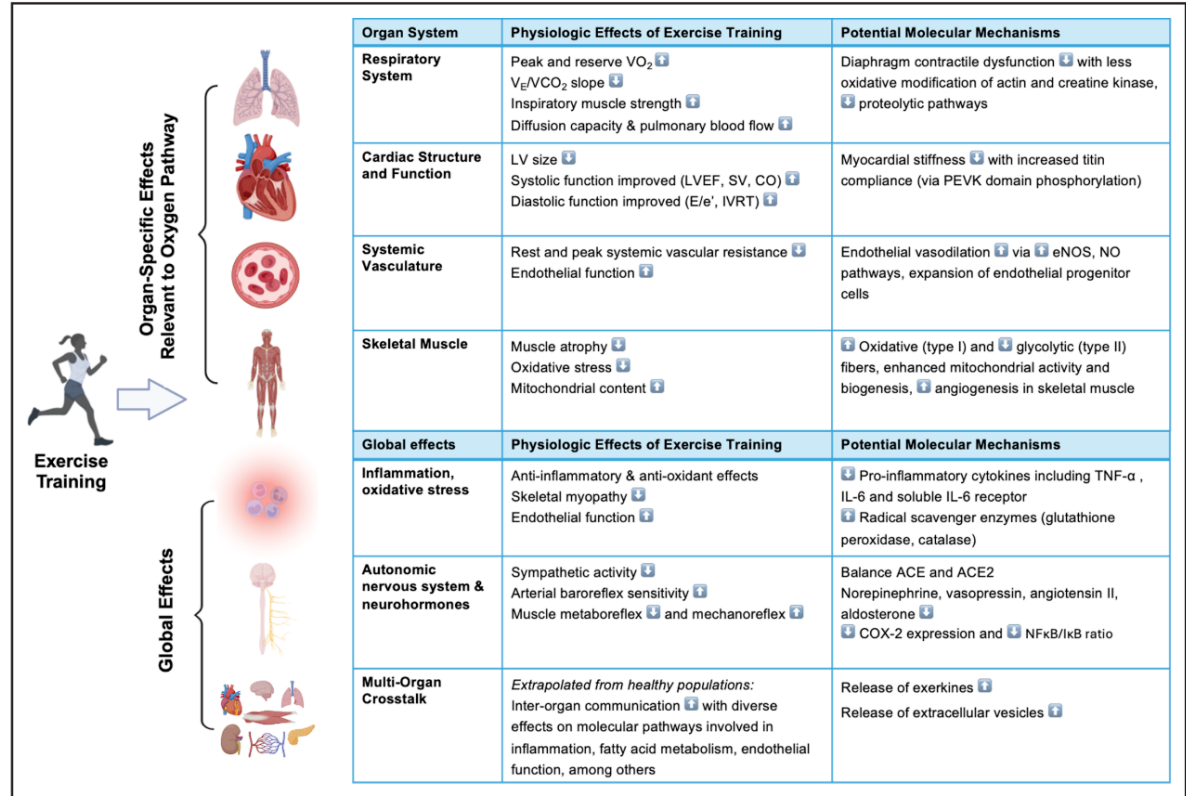 Organ-Specific Effects
Relevant to Oxygen Pathway
Exercise
Training
Global Effects
Organ System
Physiologic Effects of Exercise Training
Potential Molecular Mechanisms
Respiratory
System
Peak and reserve VO₂ ⬆
VE/VCO₂ slope ⬇
Inspiratory muscle strength ⬆
Diffusion capacity & pulmonary blood flow ⬆
Diaphragm contractile dysfunction ⬇ with less
oxidative modification of actin and creatine kinase,
⬇ proteolytic pathways
Cardiac Structure
and Function
LV size ⬇
Systolic function improved (LVEF, SV, CO) ⬆
Diastolic function improved (E/e', IVRT) ⬆
Myocardial stiffness ⬇ with increased titin
compliance (via PEVK domain phosphorylation)
Systemic
Vasculature
Rest and peak systemic vascular resistance ⬇
Endothelial function ⬆
Endothelial vasodilation ⬆ via ⬆ eNOS, NO
pathways, expansion of endothelial progenitor
cells
Skeletal Muscle
Muscle atrophy ⬇
Oxidative stress ⬇
Mitochondrial content ⬆
⬆ Oxidative (type I) and ⬇ glycolytic (type II)
fibers, enhanced mitochondrial activity and
biogenesis, ⬆ angiogenesis in skeletal muscle
Global effects
Physiologic Effects of Exercise Training
Potential Molecular Mechanisms
Inflammation,
oxidative stress
Anti-inflammatory & anti-oxidant effects
Skeletal myopathy ⬇
Endothelial function ⬆
⬇ Pro-inflammatory cytokines including TNF-α ,
IL-6 and soluble IL-6 receptor
⬆ Radical scavenger enzymes (glutathione
peroxidase, catalase)
Autonomic
nervous system &
neurohormones
Sympathetic activity ⬇
Arterial baroreflex sensitivity ⬆
Muscle metaboreflex ⬇ and mechanoreflex ⬆
Balance ACE and ACE2
Norepinephrine, vasopressin, angiotensin II,
aldosterone ⬇
⬇ COX-2 expression and ⬇ NFκB/IκB ratio
Multi-Organ
Crosstalk
Extrapolated from healthy populations:
Inter-organ communication ⬆ with diverse
effects on molecular pathways involved in
inflammation, fatty acid metabolism, endothelial
function, among others
Release of exerkines ⬆
Release of extracellular vesicles ⬆